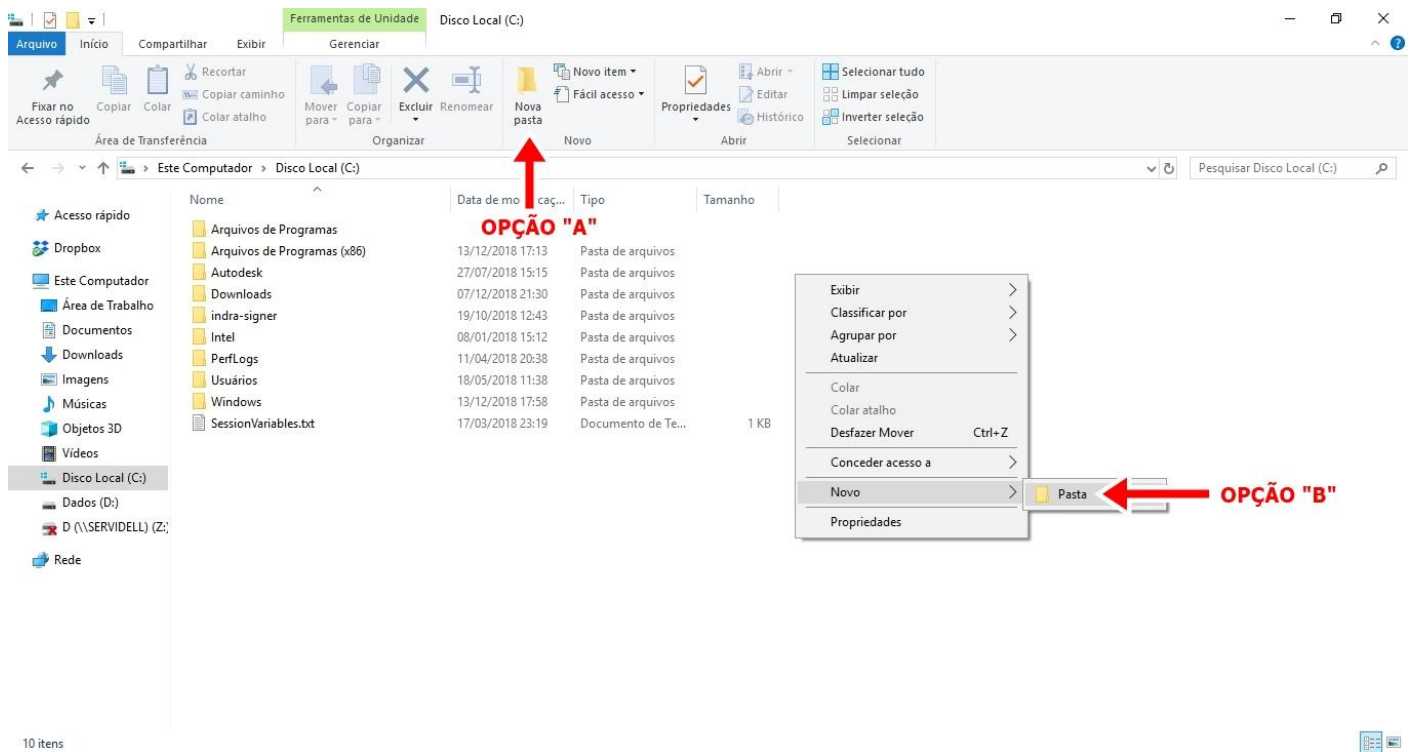 Ferramentas de Unidade Disco Local (C:)
Arquivo Início Compartilhar Exibir Gerenciar
Fixar no
Acesso rápido
Copiar
Colar
Recortar
Copiar caminho
Colar atalho
Área de Transferência
Mover
para
Copiar
para
Excluir
Renomear
Organizar
Nova
pasta
Novo item
Fácil acesso
Novo
Propriedades
Abrir
Editar
Histórico
Abrir
Selecionar tudo
Limpar seleção
Inverter seleção
Selecionar
Este Computador > Disco Local (C:)
Pesquisar Disco Local (C:)
Acesso rápido
Dropbox
Este Computador
Área de Trabalho
Documentos
Downloads
Imagens
Músicas
Objetos 3D
Vídeos
Disco Local (C:)
Dados (D:)
D (\\SERVIDELL) (Z:)
Rede
Nome Data de mo caç... Tipo Tamanho
OPÇÃO "A"
Arquivos de Programas
Arquivos de Programas (x86) 13/12/2018 17:13 Pasta de arquivos
Autodesk 27/07/2018 15:15 Pasta de arquivos
Downloads 07/12/2018 21:30 Pasta de arquivos
indra-signer 19/10/2018 12:43 Pasta de arquivos
Intel 08/01/2018 15:12 Pasta de arquivos
PerfLogs 11/04/2018 20:38 Pasta de arquivos
Usuários 18/05/2018 11:38 Pasta de arquivos
Windows 13/12/2018 17:58 Pasta de arquivos
SessionVariables.txt 17/03/2018 23:19 Documento de Te... 1 KB
Exibir
Classificar por
Agrupar por
Atualizar
Colar
Colar atalho
Desfazer Mover Ctrl+Z
Conceder acesso a
Novo
Propriedades
Pasta
OPÇÃO "B"
10 itens